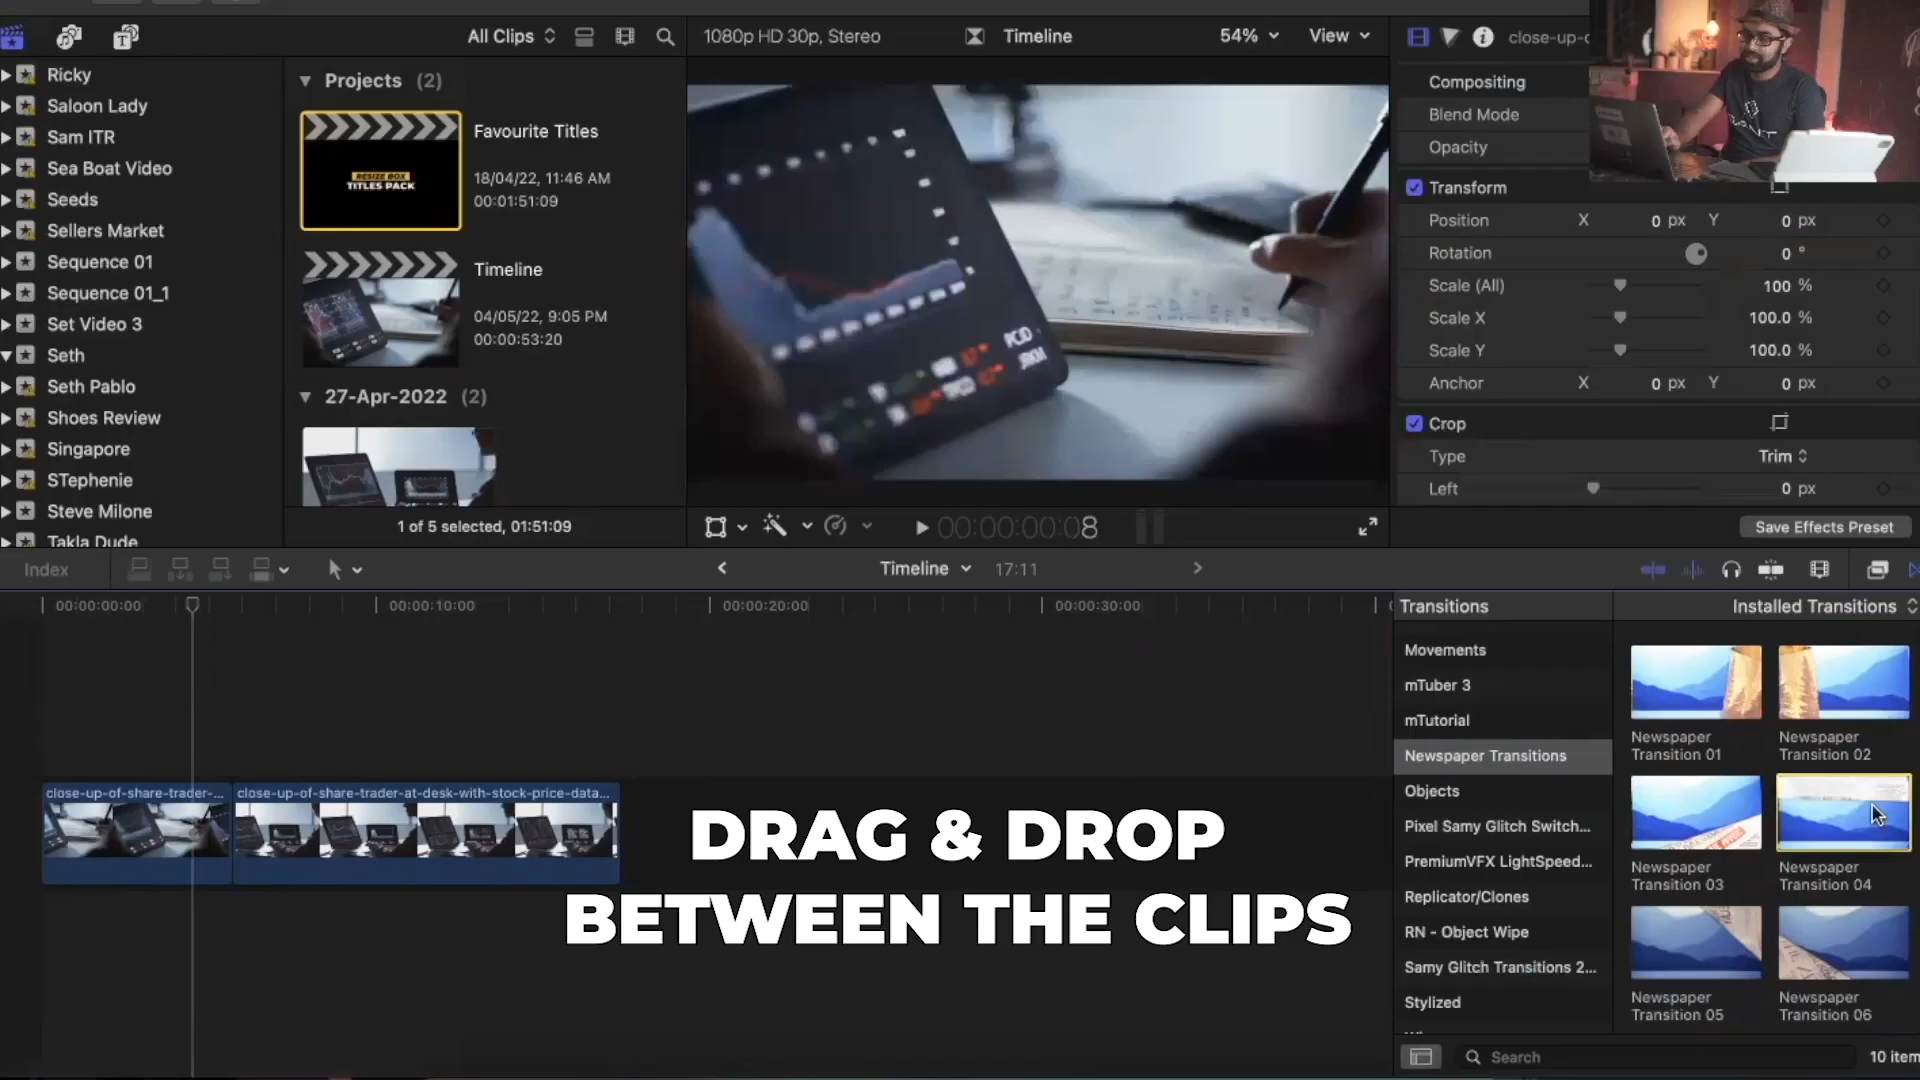 All Clips
1080p HD 30p, Stereo
Timeline
54%
View
close-up-
Ricky
Saloon Lady
Sam ITR
Sea Boat Video
Seeds
Sellers Market
Sequence 01
Sequence 01_1
Set Video 3
Seth
Seth Pablo
Shoes Review
Singapore
STephenie
Steve Milone
Takla Dude
Projects (2)
RESIZE BOX
TITLES PACK
Favourite Titles
18/04/22, 11:46 AM
00:01:51:09
Timeline
04/05/22, 9:05 PM
00:00:53:20
27-Apr-2022 (2)
1 of 5 selected, 01:51:09
00:00:00:08
Compositing
Blend Mode
Opacity
Transform
Position X 0 px Y 0 px
Rotation 0 °
Scale (All) 100 %
Scale X 100.0 %
Scale Y 100.0 %
Anchor X 0 px Y 0 px
Crop
Type Trim
Left 0 px
Save Effects Preset
Index
Timeline 17:11
00:00:00:00
00:00:10:00
00:00:20:00
00:00:30:00
close-up-of-share-trader-...
close-up-of-share-trader-at-desk-with-stock-price-data...
DRAG & DROP
BETWEEN THE CLIPS
Transitions
Installed Transitions
Movements
mTuber 3
mTutorial
Newspaper Transitions
Objects
Pixel Samy Glitch Switch...
PremiumVFX LightSpeed...
Replicator/Clones
RN - Object Wipe
Samy Glitch Transitions 2...
Stylized
Newspaper
Transition 01
Newspaper
Transition 02
Newspaper
Transition 03
Newspaper
Transition 04
Newspaper
Transition 05
Newspaper
Transition 06
Search
10 item